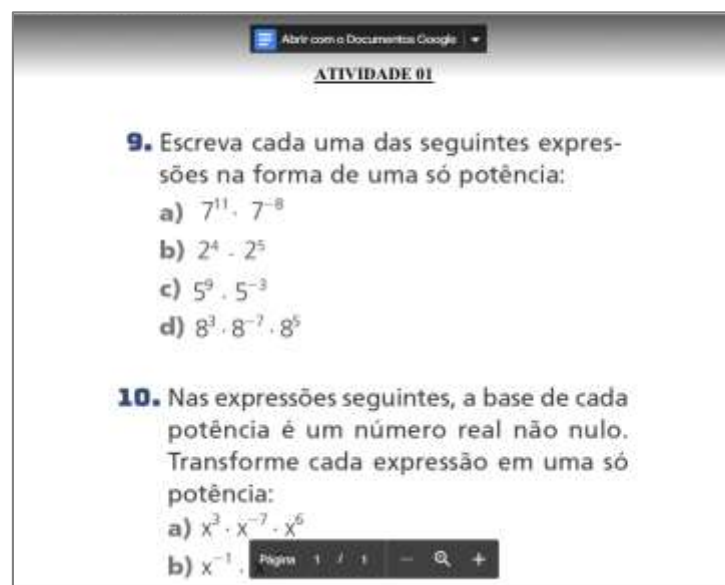 Abrir com o Documentos Google
ATIVIDADE 01
9. Escreva cada uma das seguintes expres-
sões na forma de uma só potência:
a) 7¹¹ · 7⁻⁸
b) 2⁴ · 2⁵
c) 5⁹ · 5⁻³
d) 8³ · 8⁻⁷ · 8⁵
10. Nas expressões seguintes, a base de cada
potência é um número real não nulo.
Transforme cada expressão em uma só
potência:
a) x³ · x⁻⁷ · x⁶
b) x⁻¹ ·
Página 1 / 1 − +